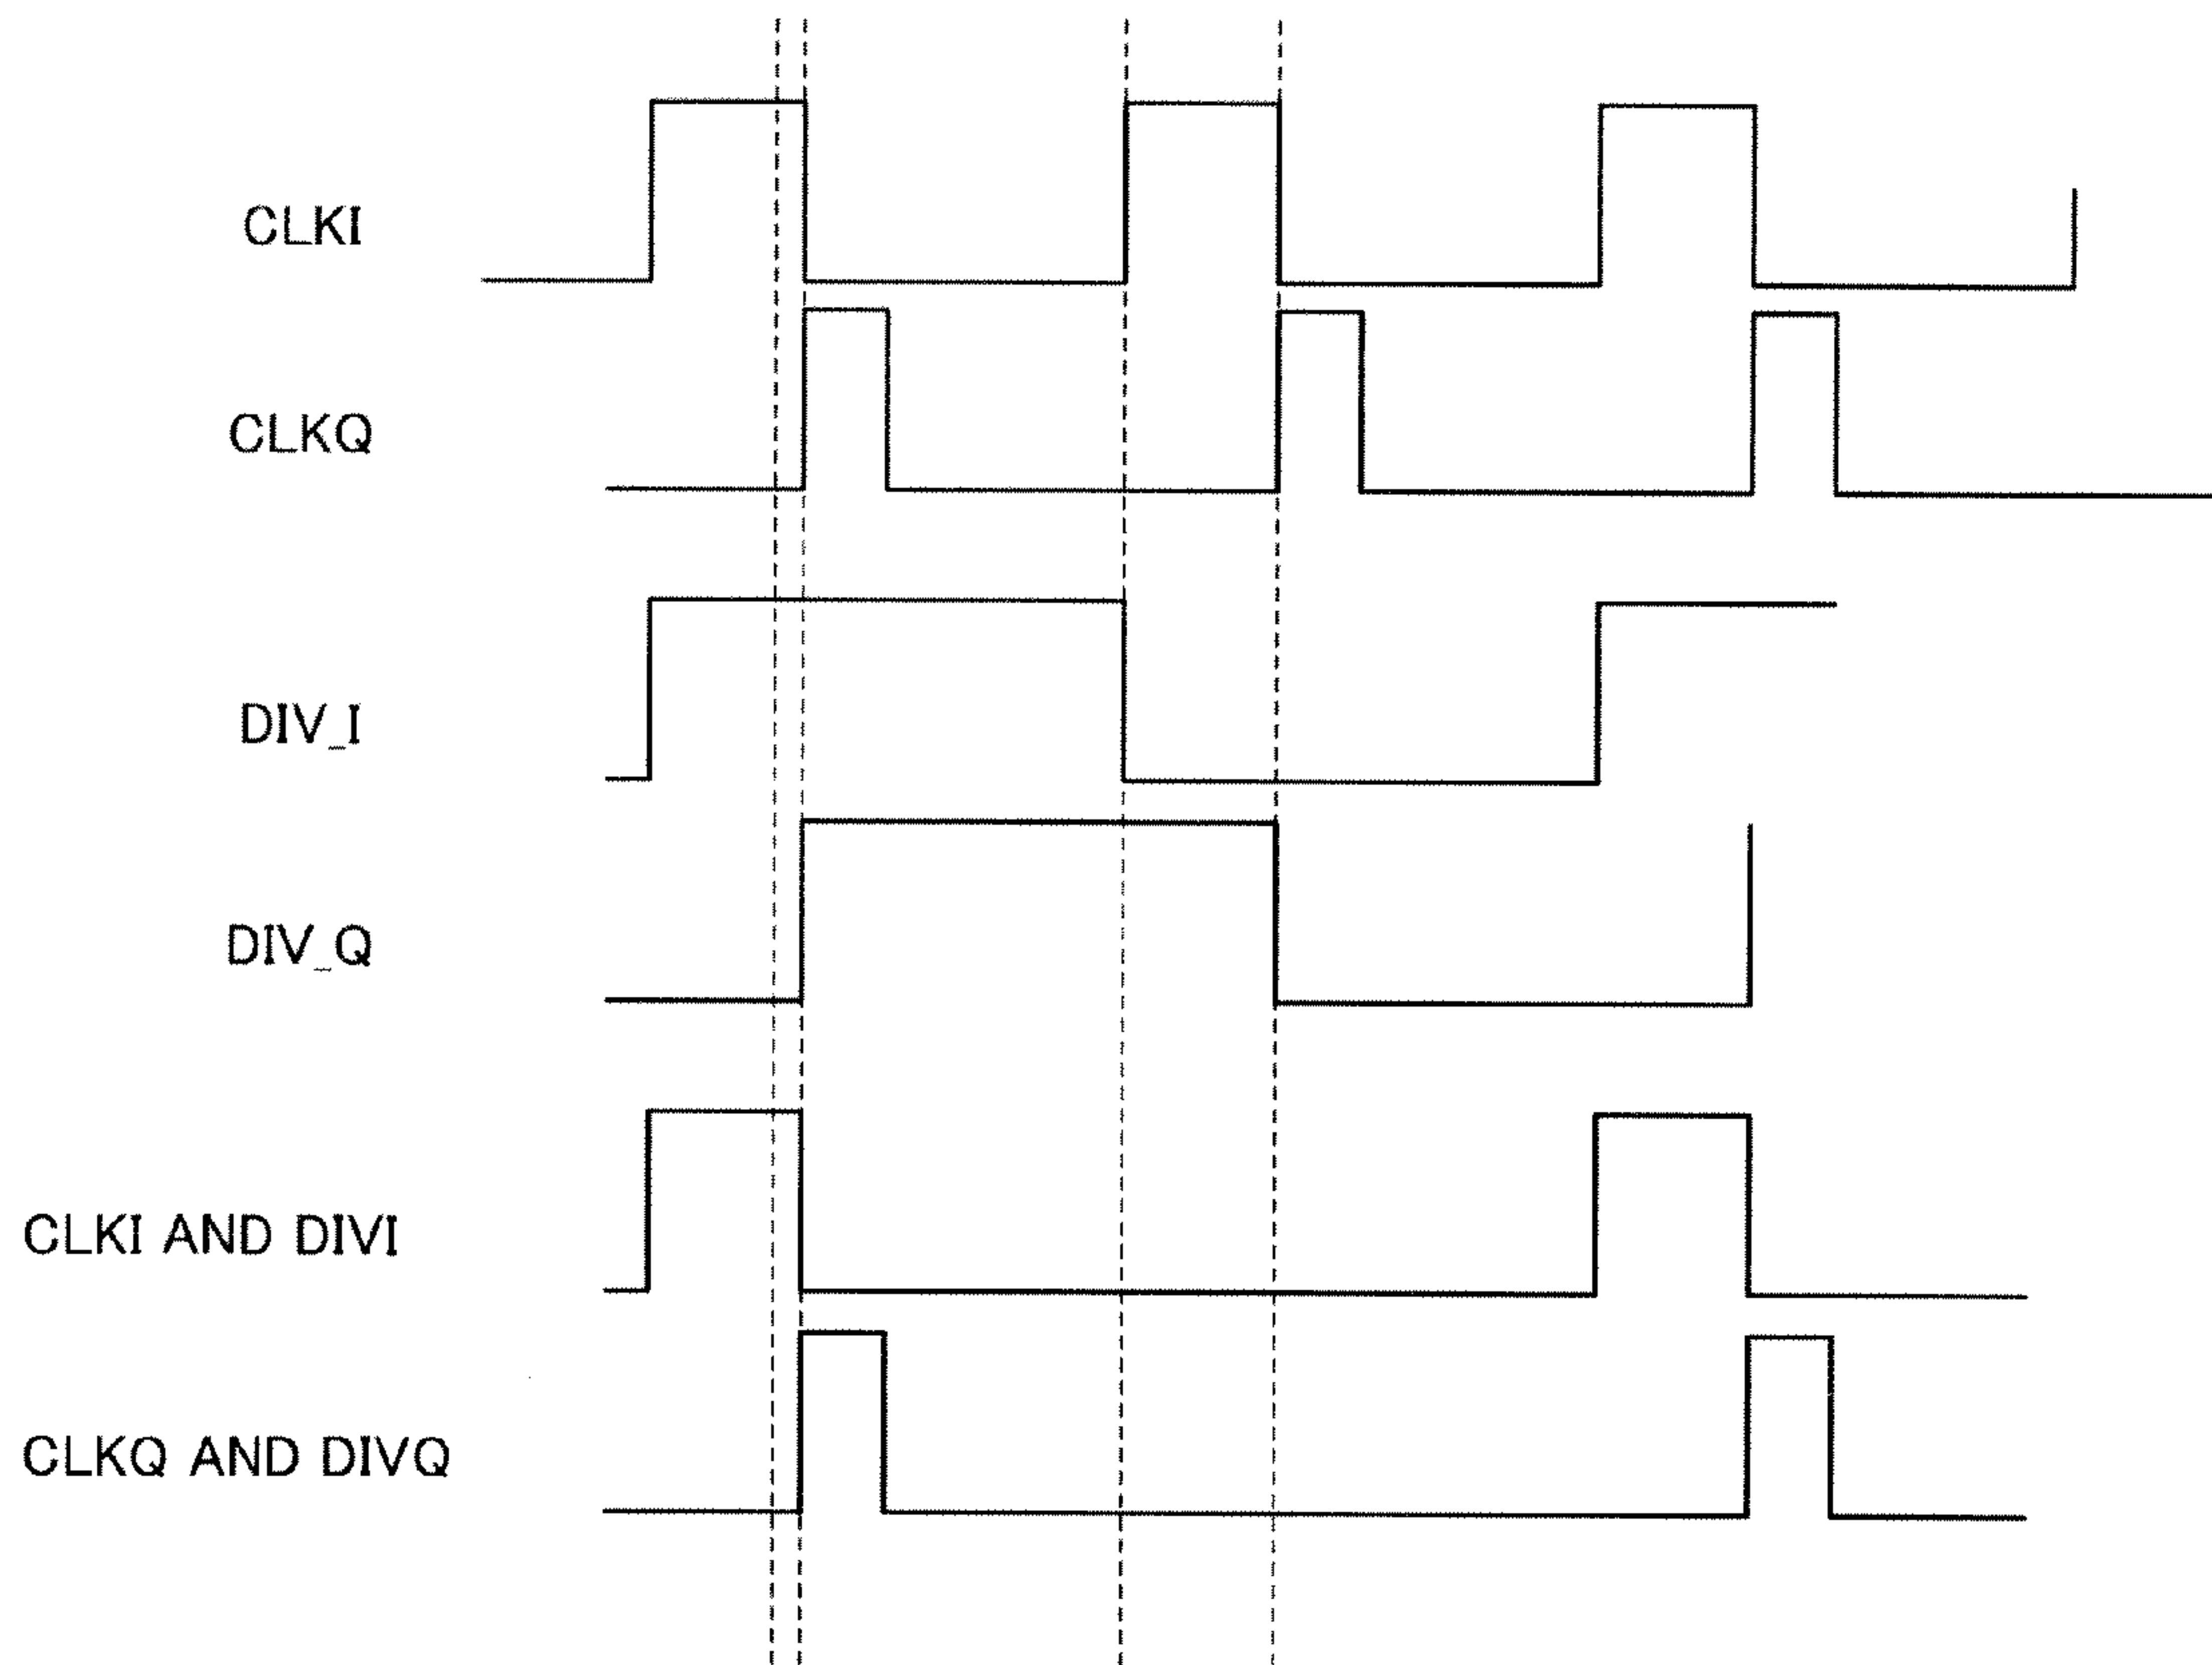 CLKI
CLKQ
DIV_I
DIV_Q
CLKI AND DIVI
CLKQ AND DIVQ